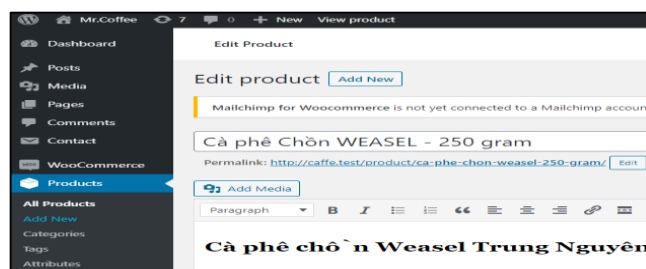 Mr.Coffee 7 0 + New View product
Dashboard
Posts
Media
Pages
Comments
Contact
WooCommerce
Products
All Products
Add New
Categories
Tags
Attributes
Edit Product
Edit product Add New
Mailchimp for Woocommerce is not yet connected to a Mailchimp accoun
Cà phê Chồn WEASEL - 250 gram
Permalink: http://caffe.test/product/ca-phe-chon-weasel-250-gram/ Edit
Add Media
Paragraph B I
Cà phê chô`n Weasel Trung Nguyên